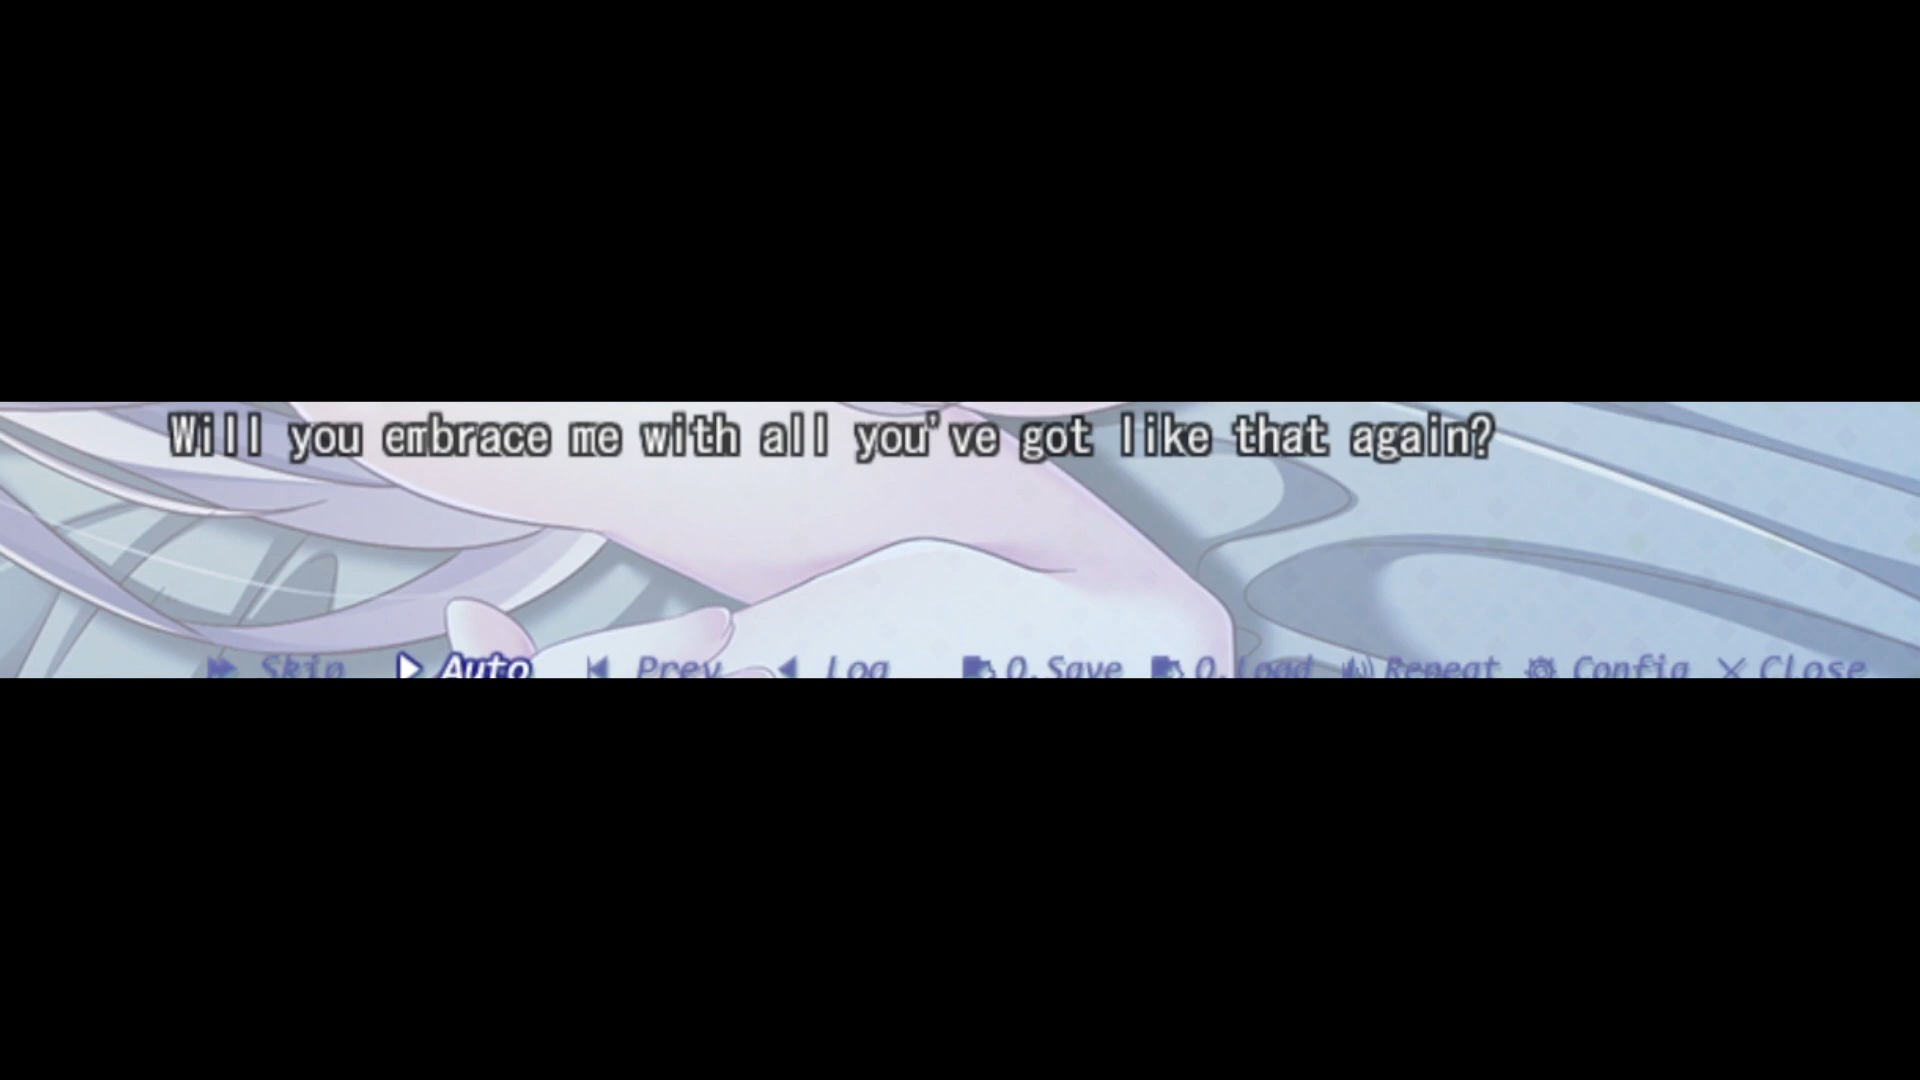 Will you embrace me with all you've got like that again?
Skip Auto Prev Log Q.Save Q.Load Repeat Config Close